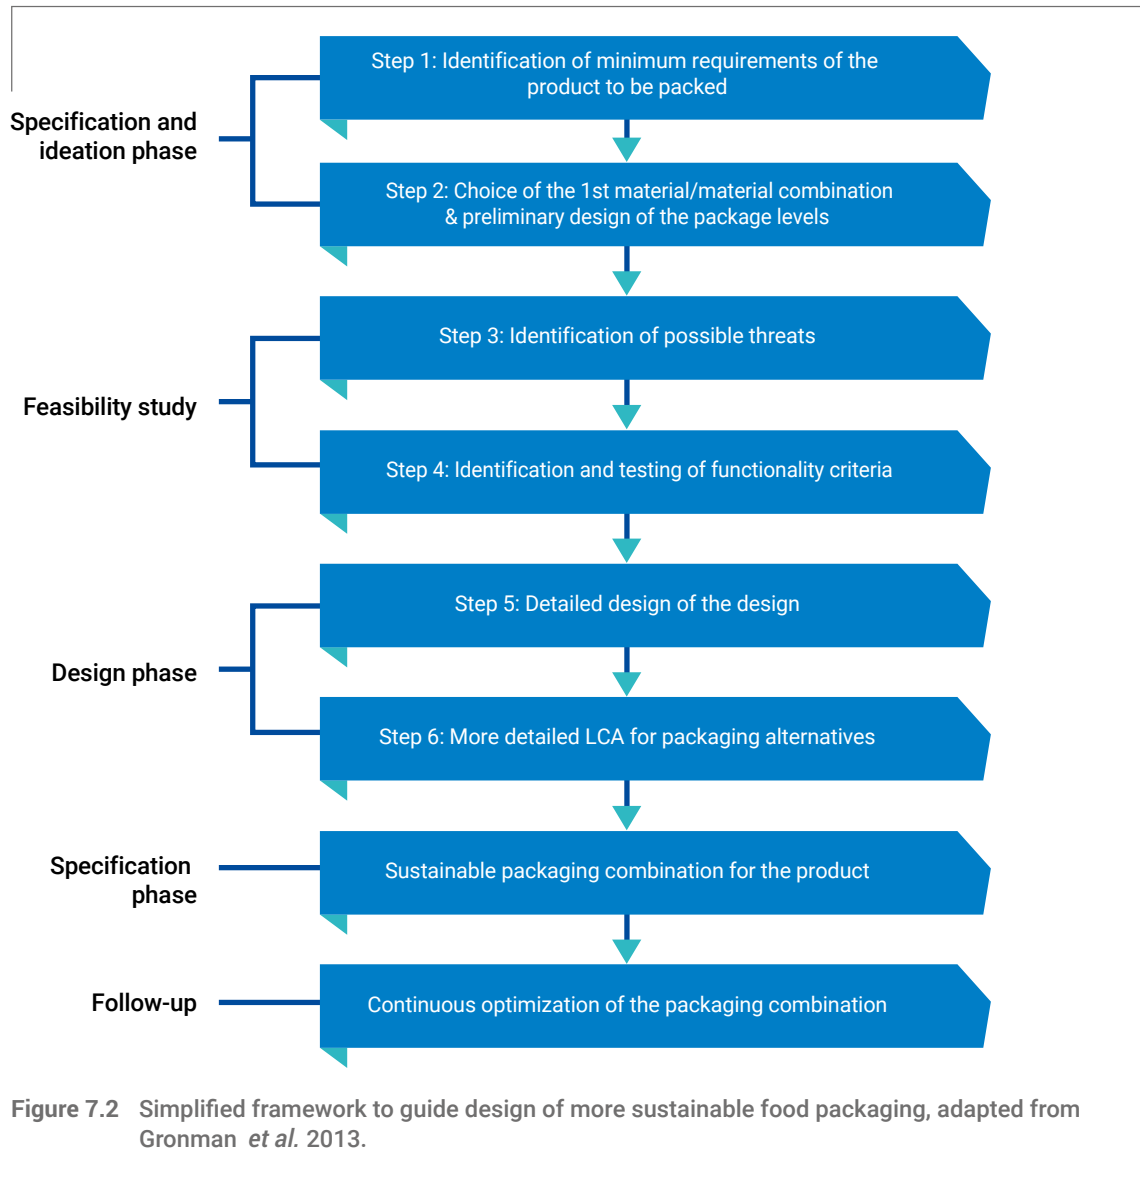 Step 1: Identification of minimum requirements of the
product to be packed
Specification and
ideation phase
Step 2: Choice of the 1st material/material combination
& preliminary design of the package levels
Step 3: Identification of possible threats
Feasibility study
Step 4: Identification and testing of functionality criteria
Step 5: Detailed design of the design
Design phase
Step 6: More detailed LCA for packaging alternatives
Specification
phase
Sustainable packaging combination for the product
Follow-up
Continuous optimization of the packaging combination
Figure 7.2 Simplified framework to guide design of more sustainable food packaging, adapted from
Gronman et al. 2013.